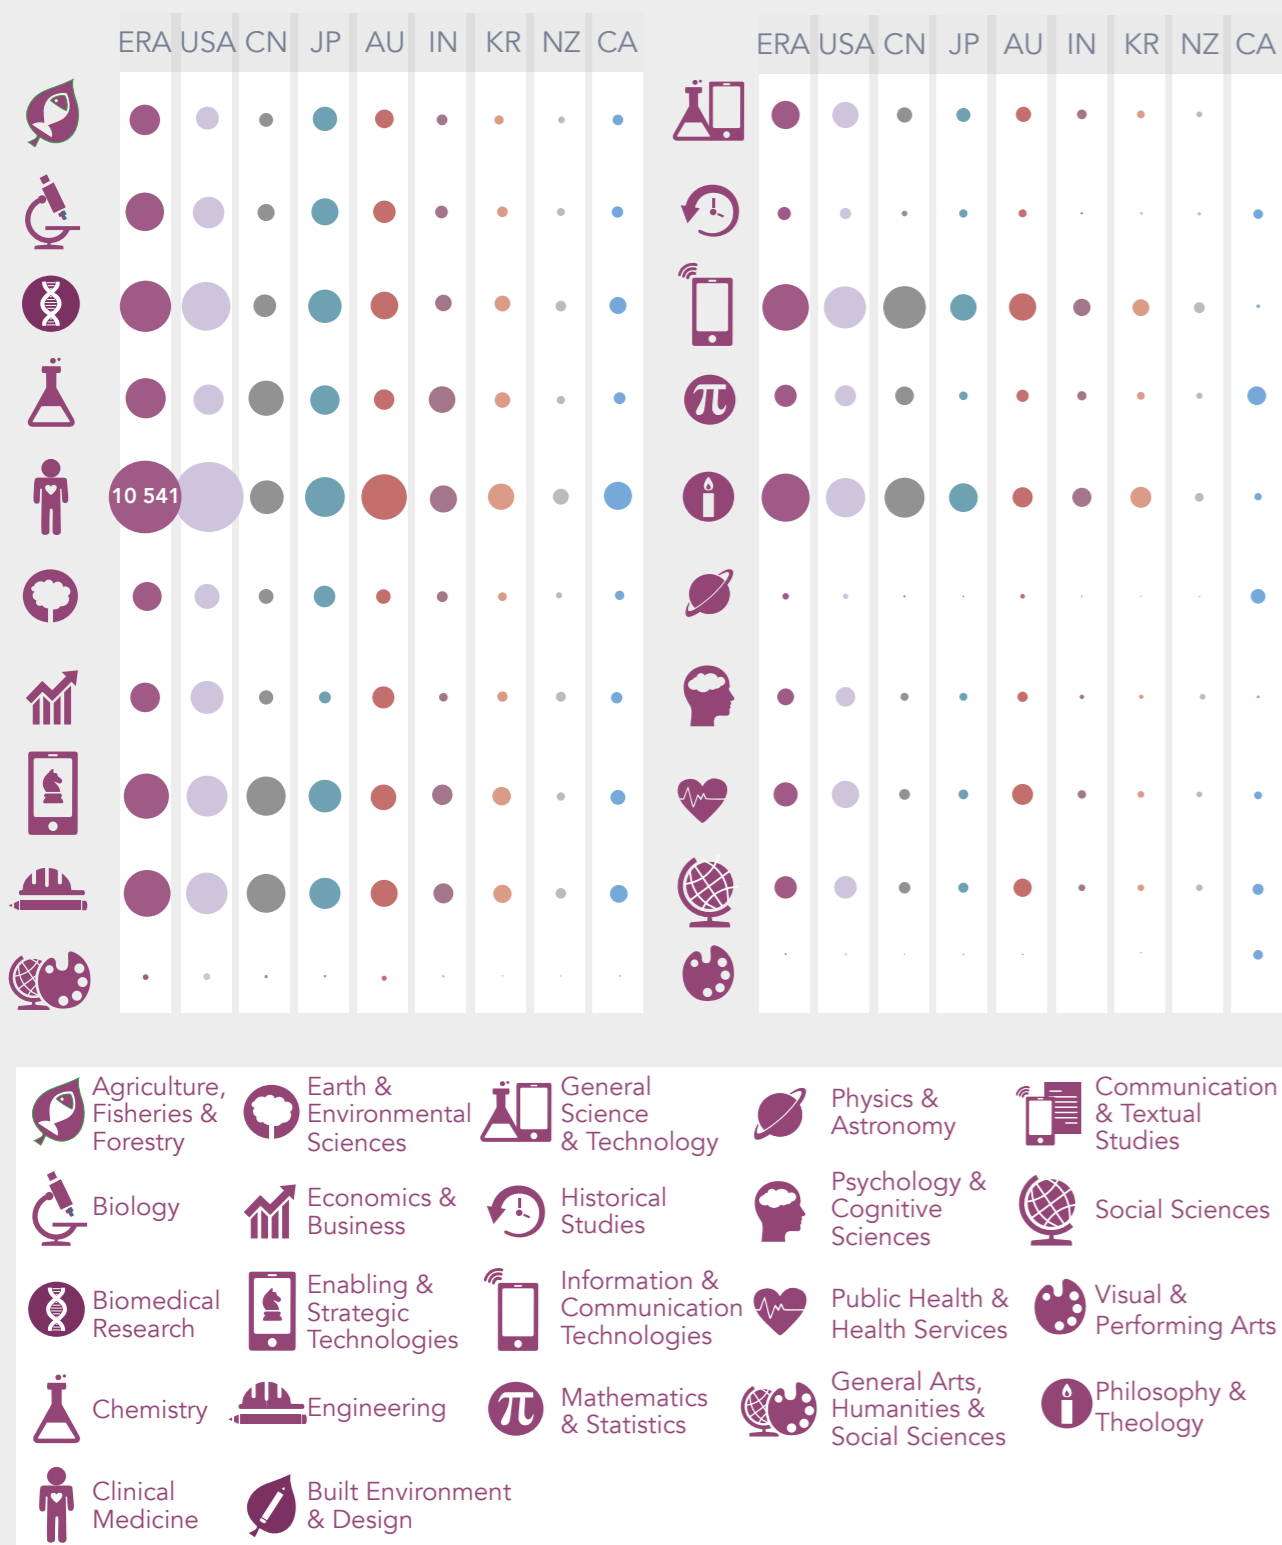 ERA USA CN JP AU IN KR NZ CA
ERA USA CN JP AU IN KR NZ CA
π
10 541
Agriculture,
Fisheries &
Forestry
Earth &
Environmental
Sciences
General
Science
& Technology
Physics &
Astronomy
Communication
& Textual
Studies
Biology
Economics &
Business
Historical
Studies
Psychology &
Cognitive
Sciences
Social Sciences
Biomedical
Research
Enabling &
Strategic
Technologies
Information &
Communication
Technologies
Public Health &
Health Services
Visual &
Performing Arts
Chemistry
Engineering
π
Mathematics
& Statistics
General Arts,
Humanities &
Social Sciences
Philosophy &
Theology
Clinical
Medicine
Built Environment
& Design